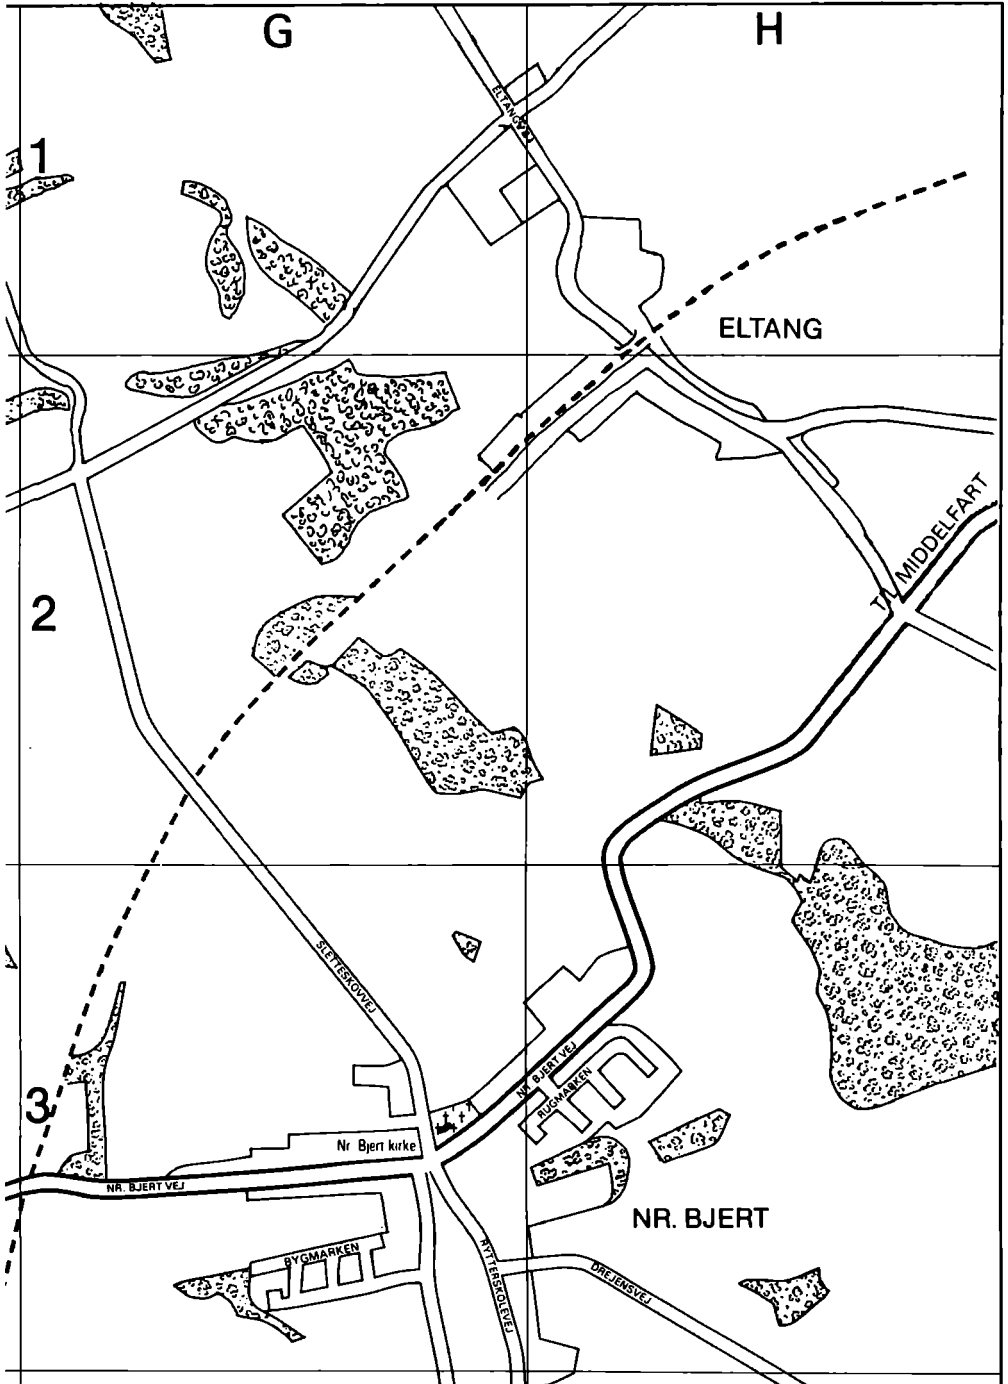 G
H
1
ELTANGVEJ
ELTANG
TIL MIDDELFART
2
SLETTESKOVVEJ
3
NR. BJERT VEJ
RUGMARKEN
Nr. Bjert kirke
NR. BJERT VEJ
NR. BJERT
BYGMARKEN
RYTTERSKOLEVEJ
DREJENSVEJ